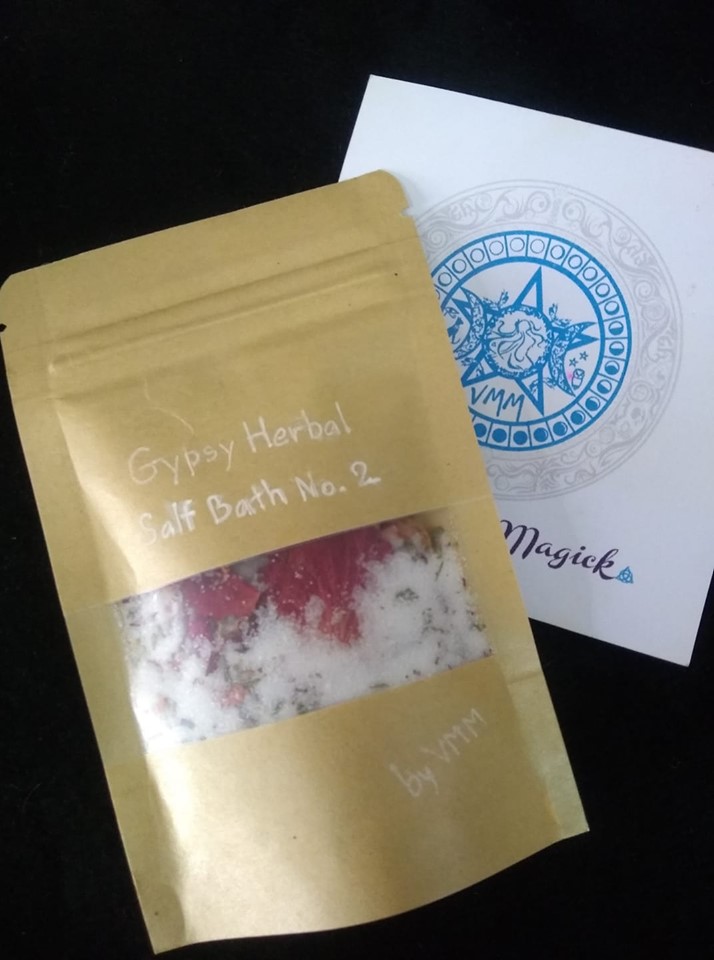 Gypsy Herbal
Salt Bath No. 2
by VMM
VMM
Magick